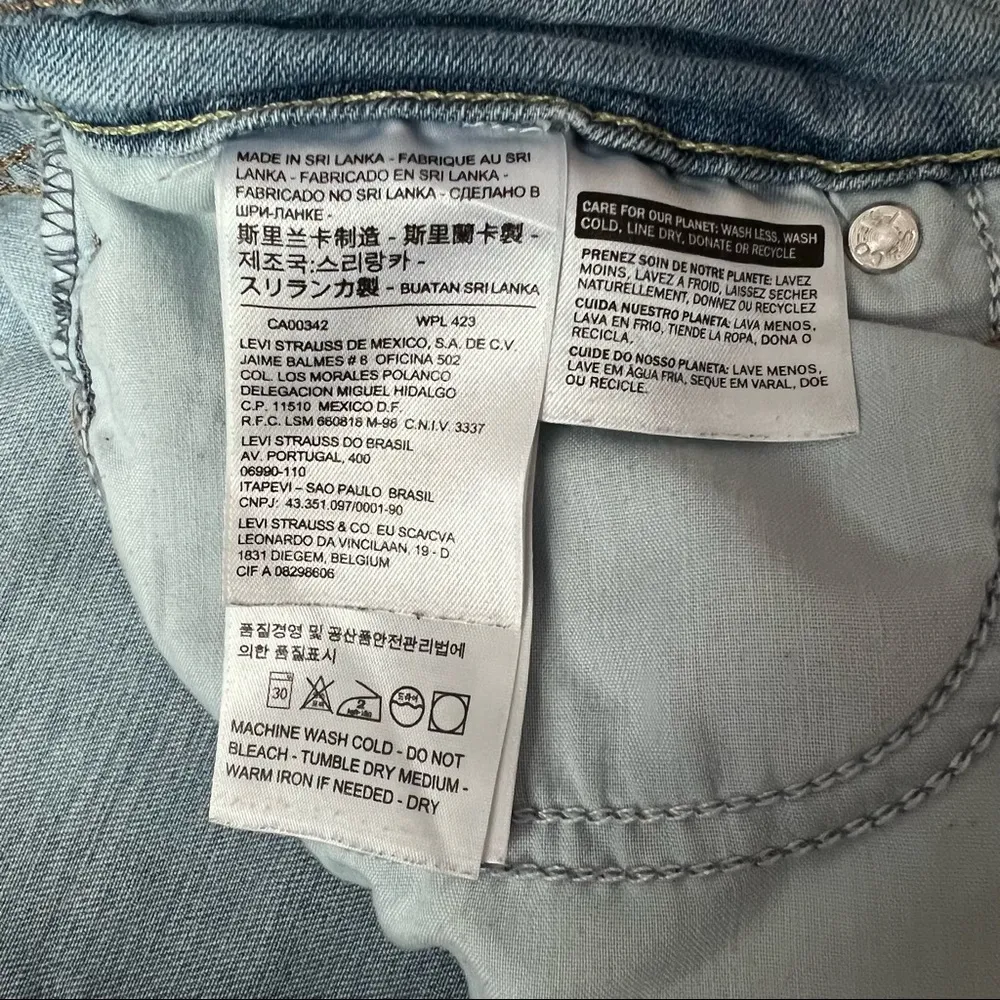 MADE IN SRI LANKA - FABRIQUE AU SRI
LANKA - FABRICADO EN SRI LANKA -
FABRICADO NO SRI LANKA - СДЕЛАНО В
ШРИ-ЛАНКЕ -
斯里兰卡制造 - 斯里蘭卡製 -
제조국:스리랑카 -
スリランカ製 - BUATAN SRI LANKA
CA00342 WPL 423
LEVI STRAUSS DE MEXICO, S.A. DE C.V.
JAIME BALMES # 8 OFICINA 502
COL. LOS MORALES POLANCO
DELEGACION MIGUEL HIDALGO
C.P. 11510 MEXICO D.F.
R.F.C. LSM 660818 M-98 C.N.I.V. 3337
LEVI STRAUSS DO BRASIL
AV. PORTUGAL, 400
06990-110
ITAPEVI – SAO PAULO BRASIL
CNPJ: 43.351.097/0001-90
LEVI STRAUSS & CO. EU SCA/CVA
LEONARDO DA VINCILAAN, 19 - D
1831 DIEGEM, BELGIUM
CIF A 08298606
품질경영 및 공산품안전관리법에
의한 품질표시
30 2 드라이
MACHINE WASH COLD - DO NOT
BLEACH - TUMBLE DRY MEDIUM -
WARM IRON IF NEEDED - DRY
CARE FOR OUR PLANET: WASH LESS, WASH
COLD, LINE DRY, DONATE OR RECYCLE
PRENEZ SOIN DE NOTRE PLANETE: LAVEZ
MOINS, LAVEZ A FROID, LAISSEZ SECHER
NATURELLEMENT, DONNEZ OU RECYCLEZ
CUIDA NUESTRO PLANETA: LAVA MENOS,
LAVA EN FRIO, TIENDE LA ROPA, DONA O
RECICLA.
CUIDE DO NOSSO PLANETA: LAVE MENOS,
LAVE EM ÁGUA FRIA, SEQUE EM VARAL, DOE
OU RECICLE.